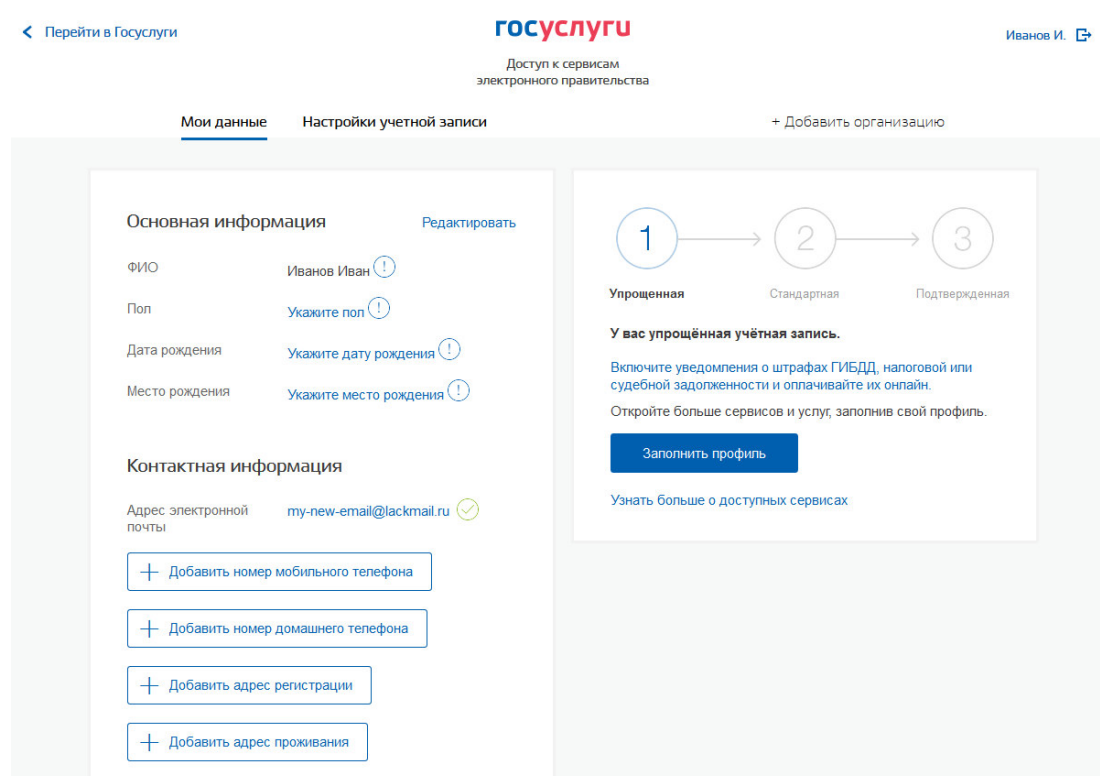 Перейти в Госуслуги
госуслуги
Доступ к сервисам
электронного правительства
Иванов И.
Мои данные
Настройки учетной записи
+ Добавить организацию
Основная информация
Редактировать
ФИО
Иванов Иван
Пол
Укажите пол
Дата рождения
Укажите дату рождения
Место рождения
Укажите место рождения
Контактная информация
Адрес электронной
почты
my-new-email@lackmail.ru
Добавить номер мобильного телефона
Добавить номер домашнего телефона
Добавить адрес регистрации
Добавить адрес проживания
1
2
3
Упрощенная
Стандартная
Подтвержденная
У вас упрощённая учётная запись.
Включите уведомления о штрафах ГИБДД, налоговой или
судебной задолженности и оплачивайте их онлайн.
Откройте больше сервисов и услуг, заполнив свой профиль.
Заполнить профиль
Узнать больше о доступных сервисах